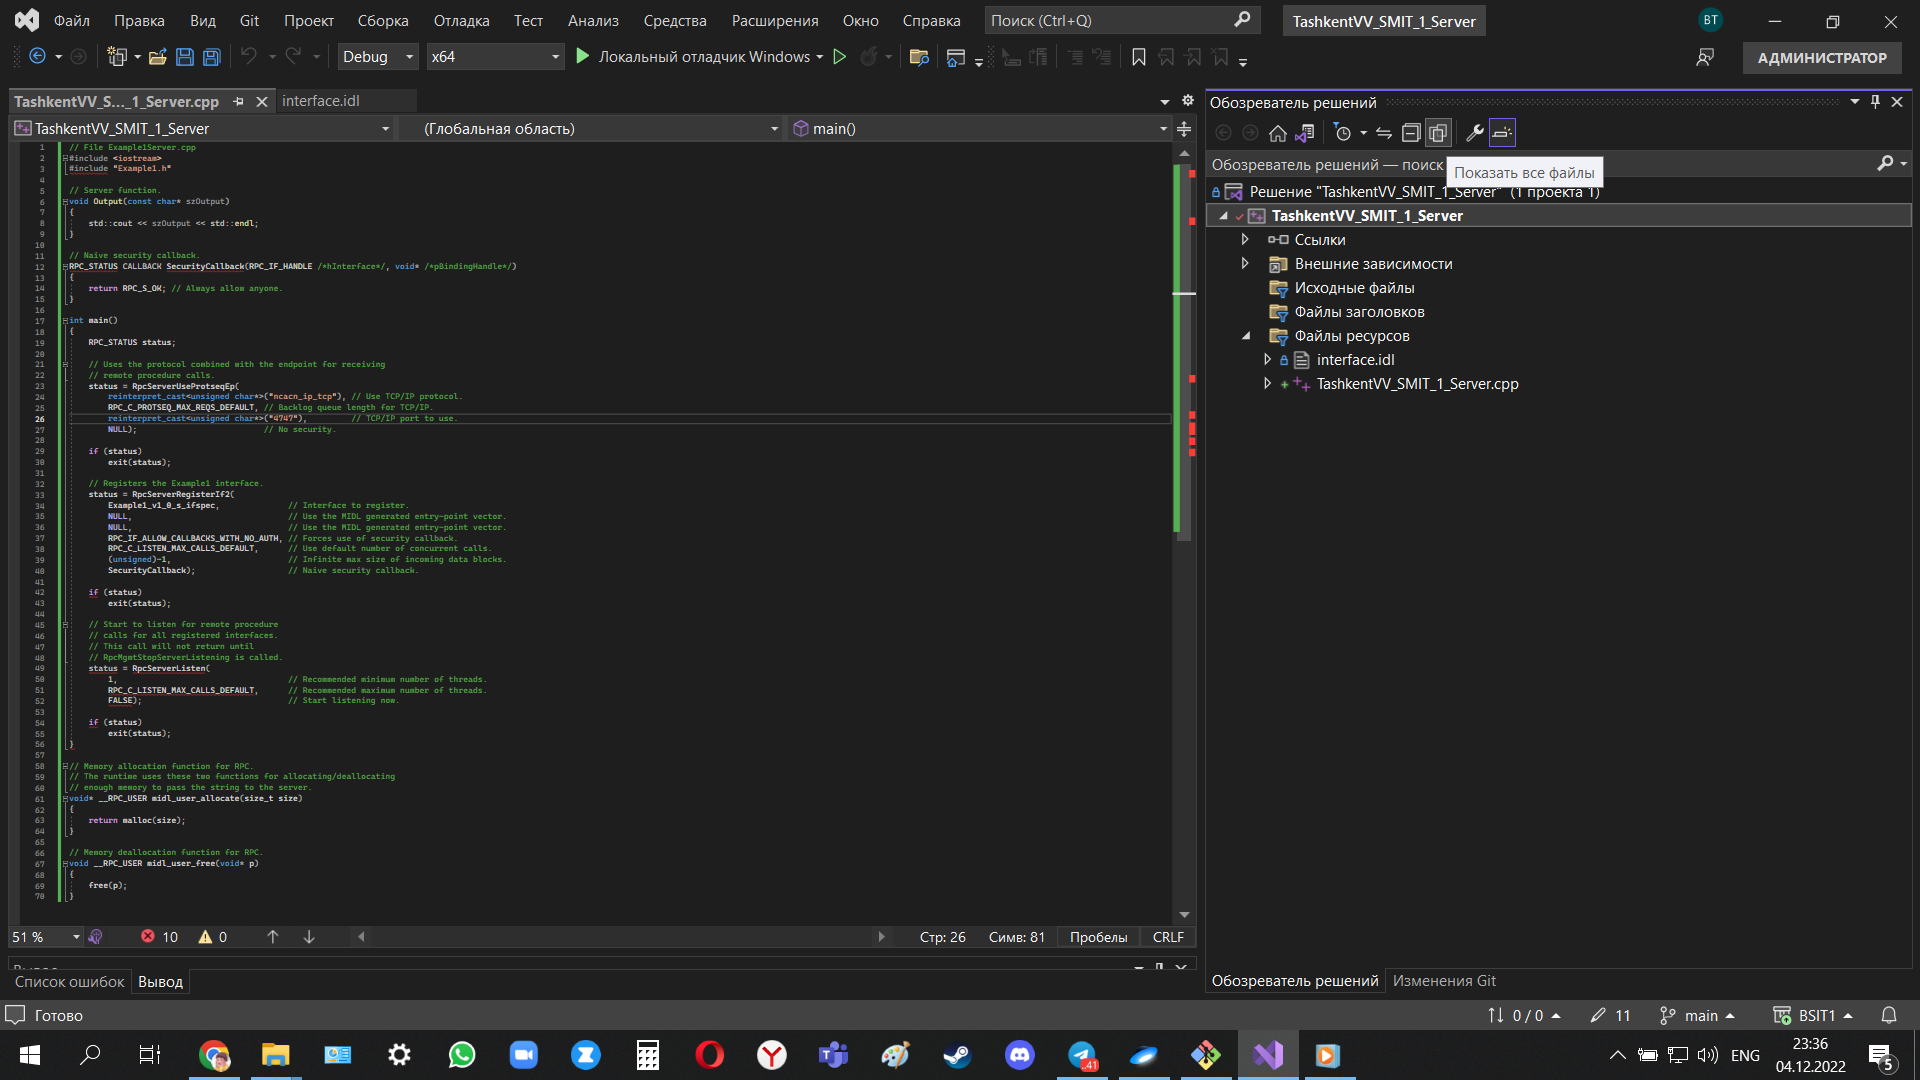 Файл Правка Вид Git Проект Сборка Отладка Тест Анализ Средства Расширения Окно Справка Поиск (Ctrl+Q) TashkentVV_SMIT_1_Server BT
Debug x64 Локальный отладчик Windows АДМИНИСТРАТОР
TashkentVV_S..._1_Server.cpp interface.idl
TashkentVV_SMIT_1_Server (Глобальная область) main()
1 // File Example1Server.cpp
2 #include <iostream>
3 #include "Example1.h"
4
5 // Server function.
6 void Output(const char* szOutput)
7 {
8 std::cout << szOutput << std::endl;
9 }
10
11 // Naive security callback.
12 RPC_STATUS CALLBACK SecurityCallback(RPC_IF_HANDLE /*hInterface*/, void* /*pBindingHandle*/)
13 {
14 return RPC_S_OK; // Always allow anyone.
15 }
16
17 int main()
18 {
19 RPC_STATUS status;
20
21 // Uses the protocol combined with the endpoint for receiving
22 // remote procedure calls.
23 status = RpcServerUseProtseqEp(
24 reinterpret_cast<unsigned char*>("ncacn_ip_tcp"), // Use TCP/IP protocol.
25 RPC_C_PROTSEQ_MAX_REQS_DEFAULT, // Backlog queue length for TCP/IP.
26 reinterpret_cast<unsigned char*>("4747"), // TCP/IP port to use.
27 NULL); // No security.
28
29 if (status)
30 exit(status);
31
32 // Registers the Example1 interface.
33 status = RpcServerRegisterIf2(
34 Example1_v1_0_s_ifspec, // Interface to register.
35 NULL, // Use the MIDL generated entry-point vector.
36 NULL, // Use the MIDL generated entry-point vector.
37 RPC_IF_ALLOW_CALLBACKS_WITH_NO_AUTH, // Forces use of security callback.
38 RPC_C_LISTEN_MAX_CALLS_DEFAULT, // Use default number of concurrent calls.
39 (unsigned)-1, // Infinite max size of incoming data blocks.
40 SecurityCallback); // Naive security callback.
41
42 if (status)
43 exit(status);
44
45 // Start to listen for remote procedure
46 // calls for all registered interfaces.
47 // This call will not return until
48 // RpcMgmtStopServerListening is called.
49 status = RpcServerListen(
50 1, // Recommended minimum number of threads.
51 RPC_C_LISTEN_MAX_CALLS_DEFAULT, // Recommended maximum number of threads.
52 FALSE); // Start listening now.
53
54 if (status)
55 exit(status);
56 }
57
58 // Memory allocation function for RPC.
59 // The runtime uses these two functions for allocating/deallocating
60 // enough memory to pass the string to the server.
61 void* __RPC_USER midl_user_allocate(size_t size)
62 {
63 return malloc(size);
64 }
65
66 // Memory deallocation function for RPC.
67 void __RPC_USER midl_user_free(void* p)
68 {
69 free(p);
70 }
51 % 10 0 Стр: 26 Симв: 81 Пробелы CRLF
Вывод
Список ошибок Вывод
Обозреватель решений
Обозреватель решений — поиск
Показать все файлы
Решение "TashkentVV_SMIT_1_Server" (1 проекта 1)
TashkentVV_SMIT_1_Server
Ссылки
Внешние зависимости
Исходные файлы
Файлы заголовков
Файлы ресурсов
interface.idl
TashkentVV_SMIT_1_Server.cpp
Обозреватель решений Изменения Git
Готово 0 / 0 11 main BSIT1
41 ENG 23:36
04.12.2022 5